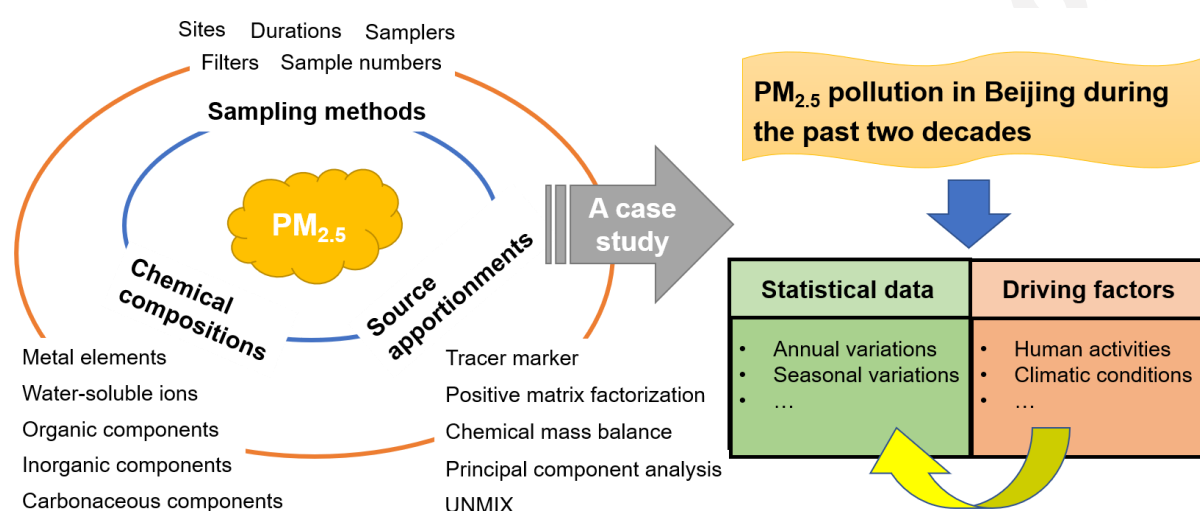 Sites Durations Samplers
Filters Sample numbers
Sampling methods
PM2.5
Chemical
compositions
Source
apportionments
Metal elements
Water-soluble ions
Organic components
Inorganic components
Carbonaceous components
Tracer marker
Positive matrix factorization
Chemical mass balance
Principal component analysis
UNMIX
A case
study
PM2.5 pollution in Beijing during
the past two decades
Statistical data
• Annual variations
• Seasonal variations
• …
Driving factors
• Human activities
• Climatic conditions
• …